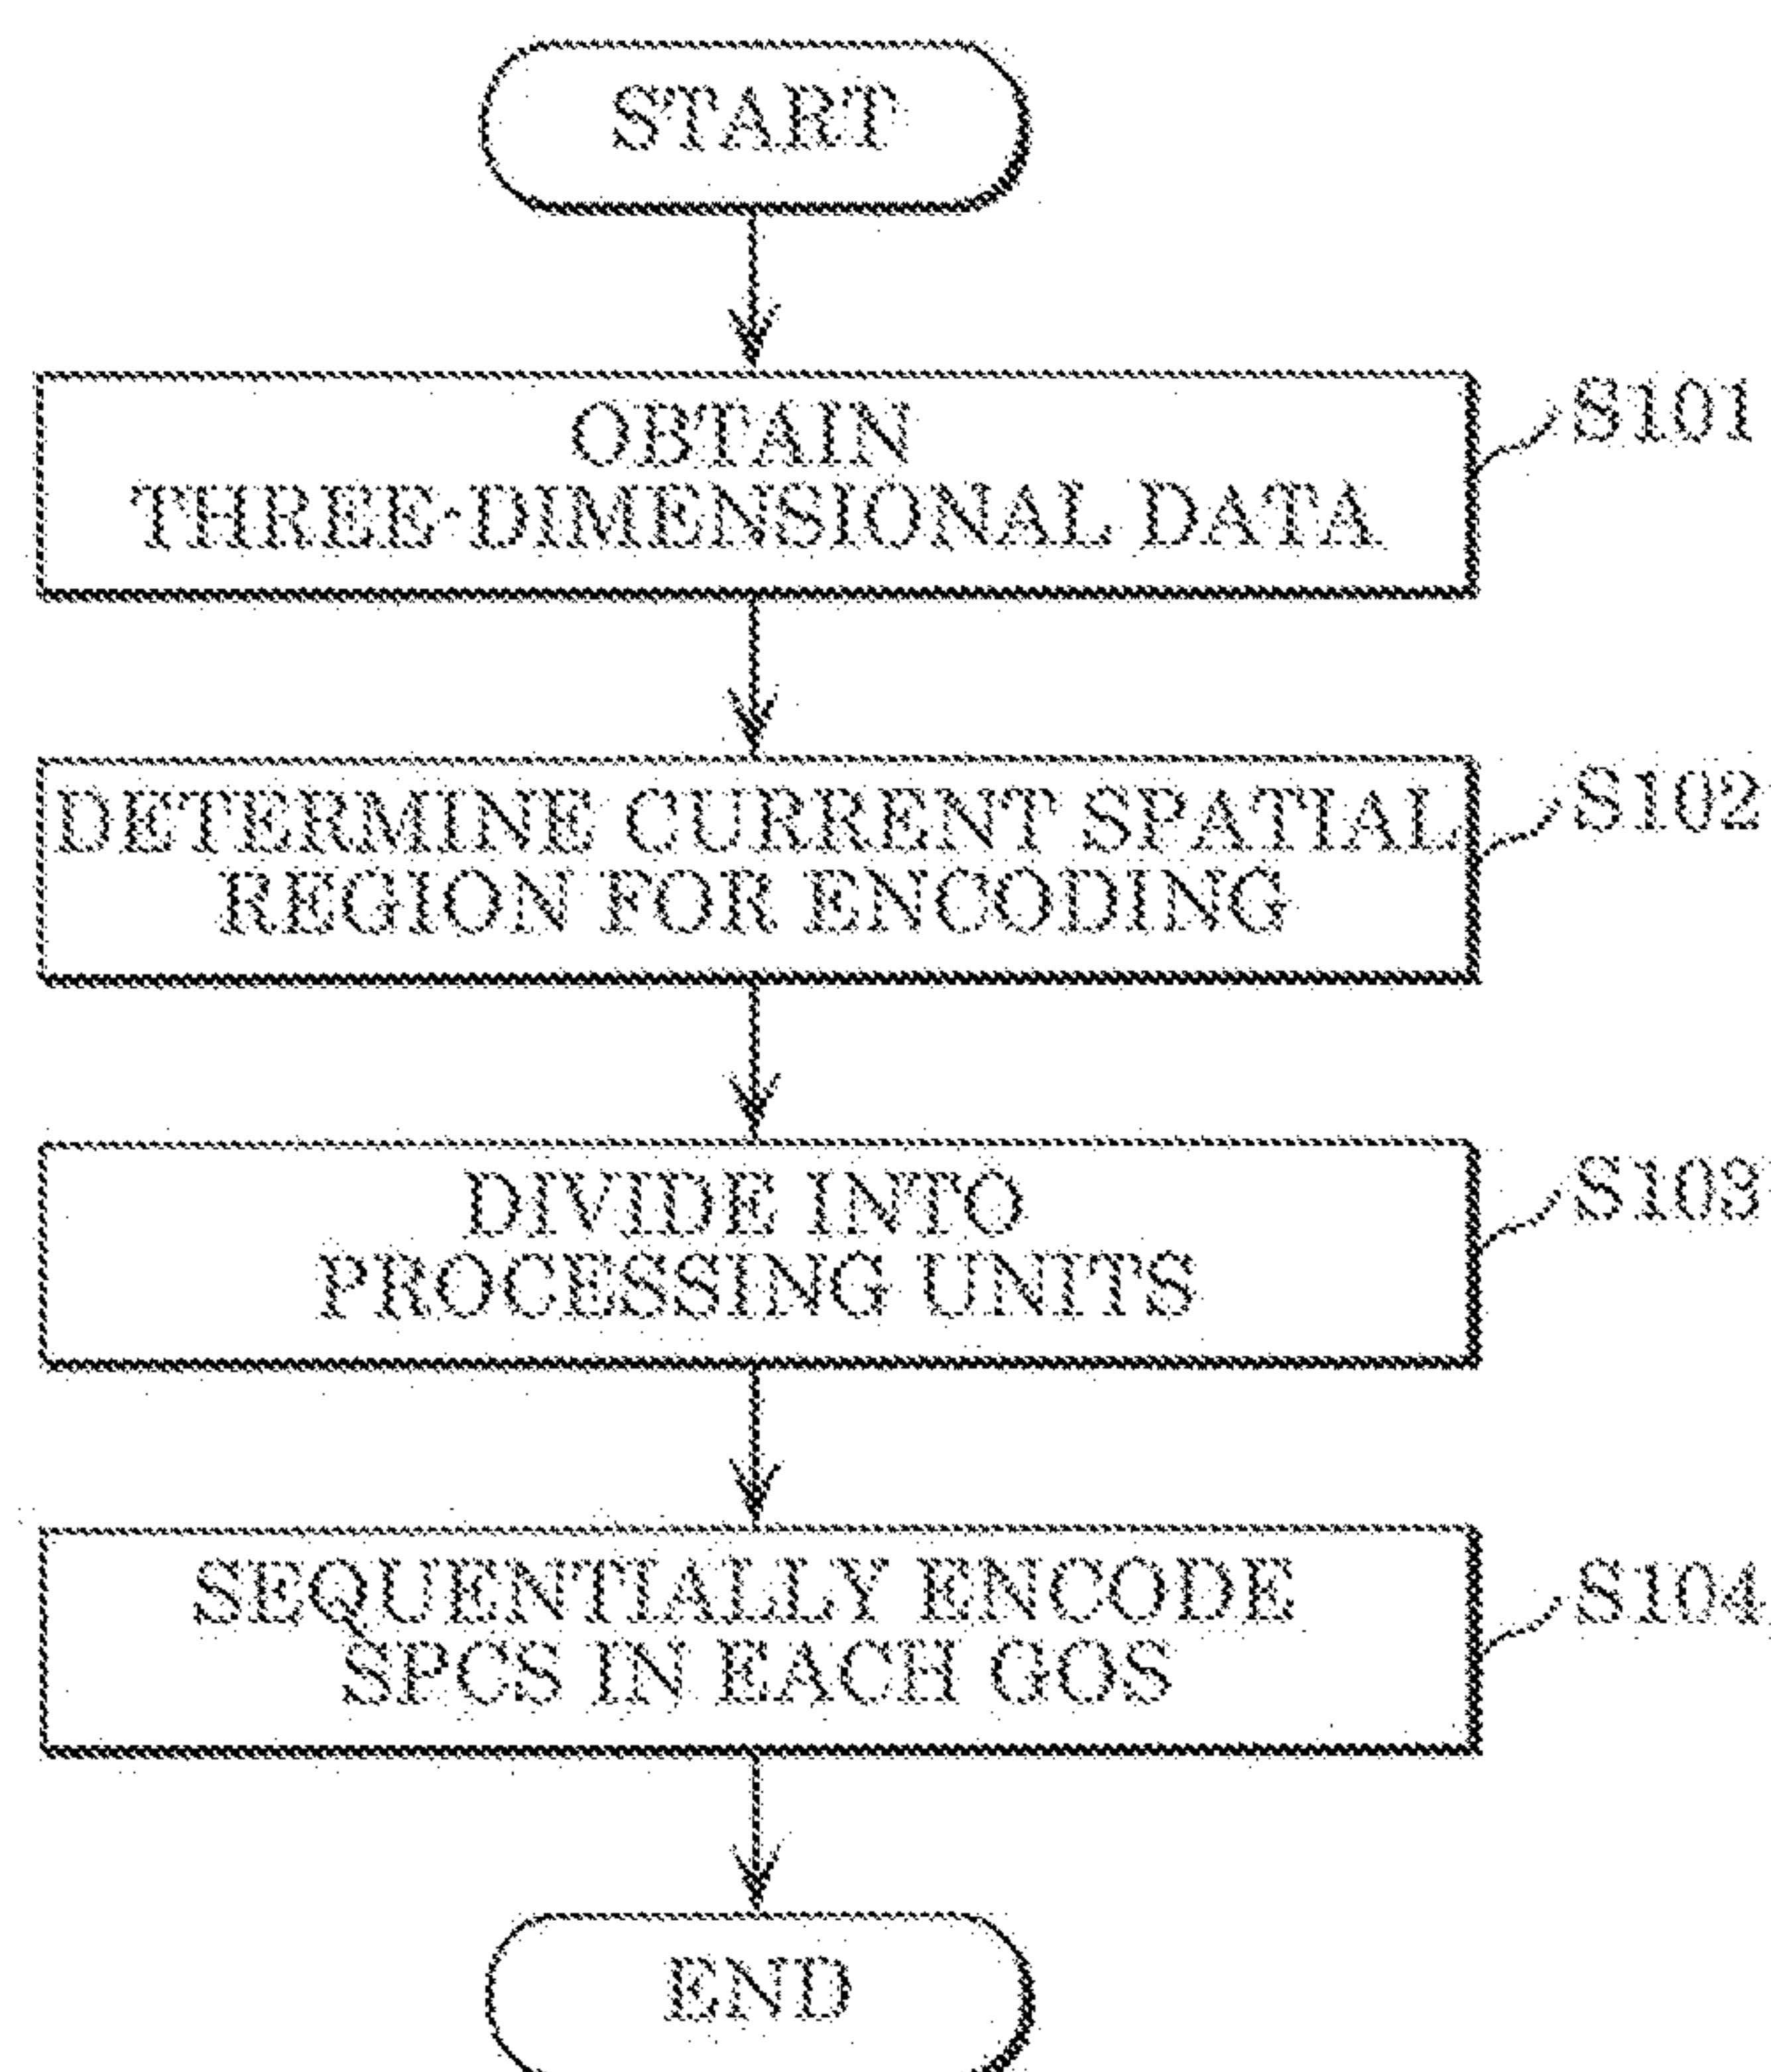 START
OBTAIN
THREE-DIMENSIONAL DATA
S101
DETERMINE CURRENT SPATIAL
REGION FOR ENCODING
S102
DIVIDE INTO
PROCESSING UNITS
S103
SEQUENTIALLY ENCODE
SPCS IN EACH GOS
S104
END